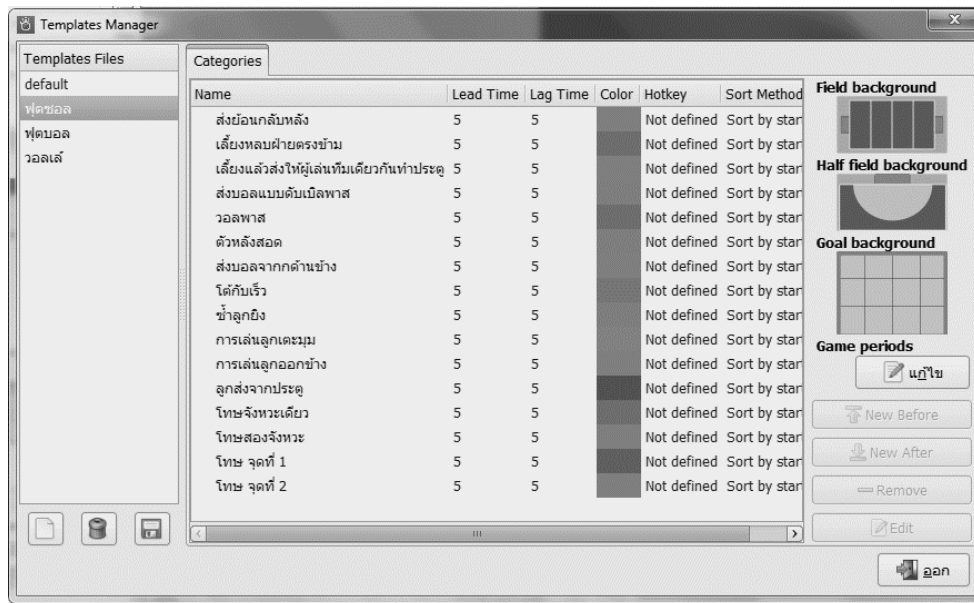 Templates Manager
Templates Files
default
ฟุตซอล
ฟุตบอล
วอลเล่
Categories
Name Lead Time Lag Time Color Hotkey Sort Method
ส่งย้อนกลับหลัง 5 5 Not defined Sort by star
เลี้ยงหลบฝ่ายตรงข้าม 5 5 Not defined Sort by star
เลี้ยงแล้วส่งให้ผู้เล่นทีมเดียวกันทำประตู 5 5 Not defined Sort by star
ส่งบอลแบบดับเบิลพาส 5 5 Not defined Sort by star
วอลพาส 5 5 Not defined Sort by star
ตัวหลังสอด 5 5 Not defined Sort by star
ส่งบอลจากกด้านข้าง 5 5 Not defined Sort by star
โต้กับเร็ว 5 5 Not defined Sort by star
ซ้ำลูกยิง 5 5 Not defined Sort by star
การเล่นลูกเตะมุม 5 5 Not defined Sort by star
การเล่นลูกออกข้าง 5 5 Not defined Sort by star
ลูกส่งจากประตู 5 5 Not defined Sort by star
โทษจังหวะเดียว 5 5 Not defined Sort by star
โทษสองจังหวะ 5 5 Not defined Sort by star
โทษ จุดที่ 1 5 5 Not defined Sort by star
โทษ จุดที่ 2 5 5 Not defined Sort by star
Field background
Half field background
Goal background
Game periods
แก้ไข
New Before
New After
Remove
Edit
ออก